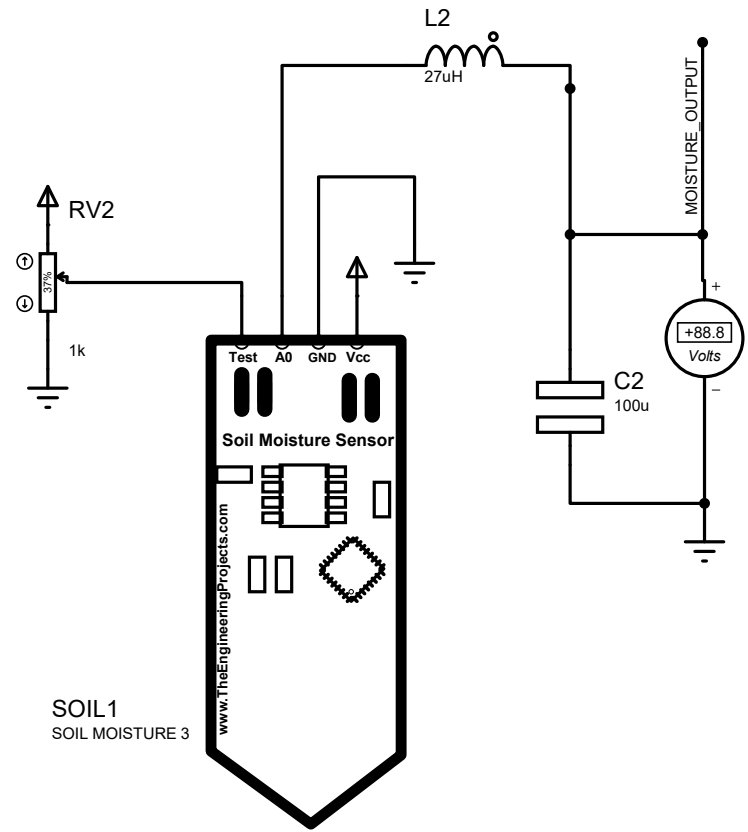 L2
27uH
MOISTURE_OUTPUT
RV2
37%
1k
+88.8
Volts
+
−
C2
100u
Test A0 GND Vcc
Soil Moisture Sensor
www.TheEngineeringProjects.com
SOIL1
SOIL MOISTURE 3